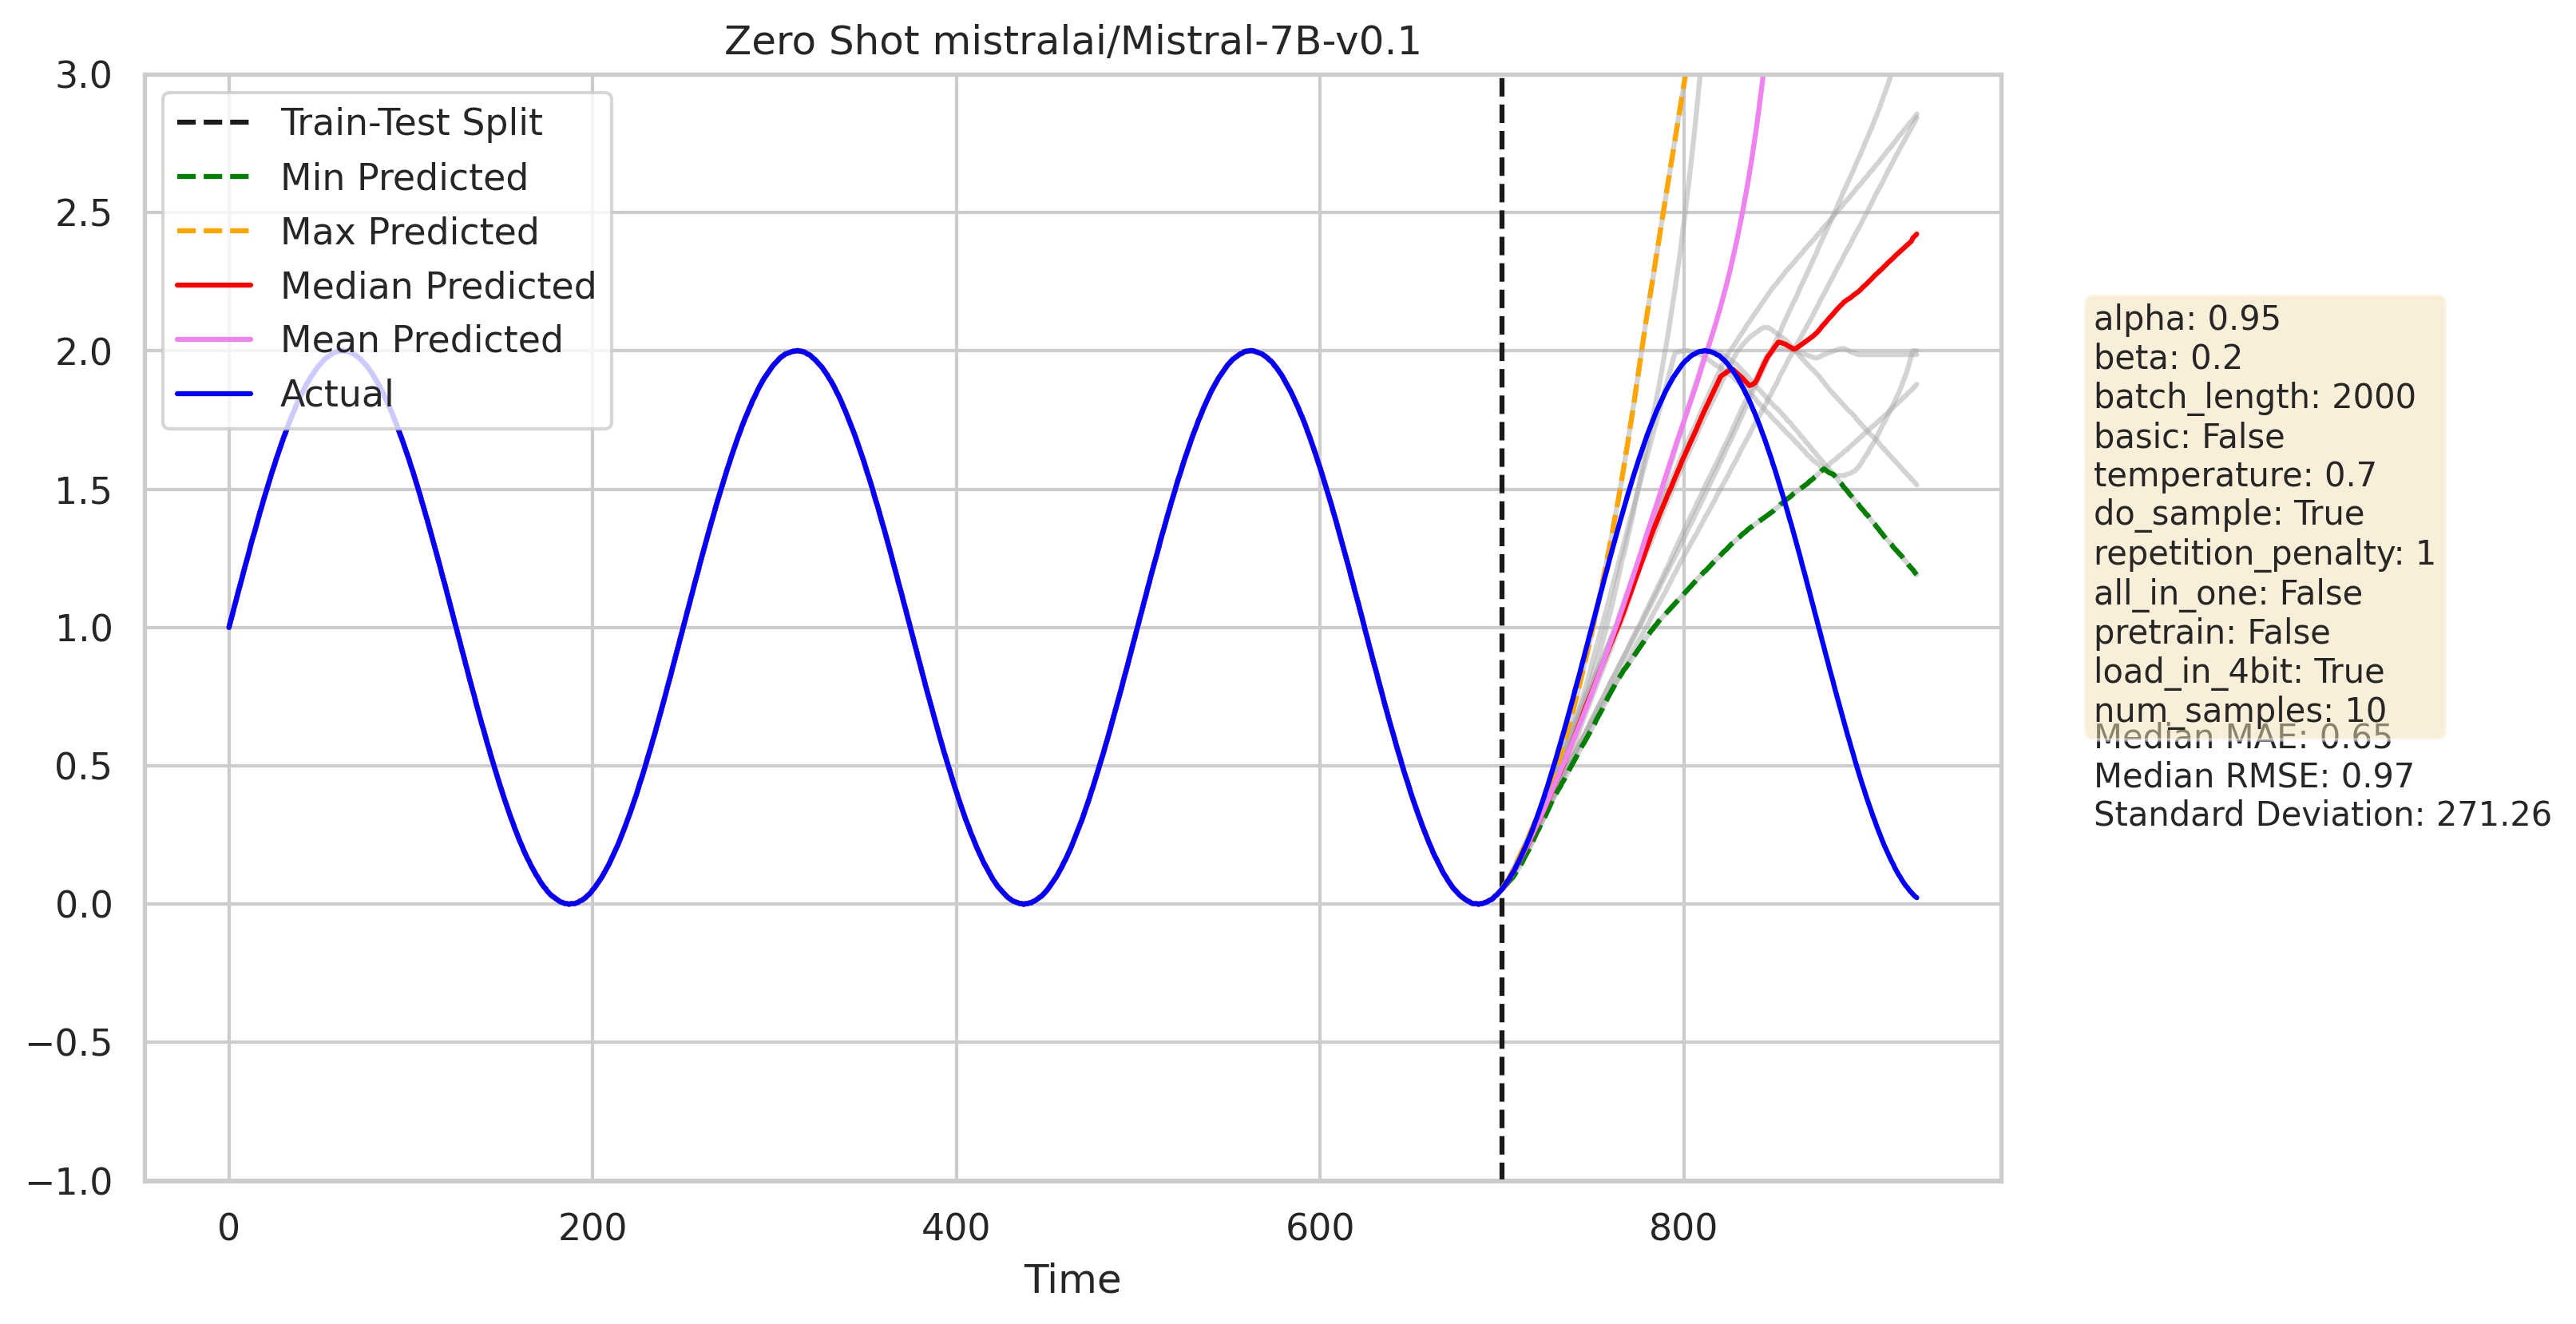 Zero Shot mistralai/Mistral-7B-v0.1
3.0
2.5
2.0
1.5
1.0
0.5
0.0
−0.5
−1.0
Train-Test Split
Min Predicted
Max Predicted
Median Predicted
Mean Predicted
Actual
0
200
400
600
800
Time
alpha: 0.95
beta: 0.2
batch_length: 2000
basic: False
temperature: 0.7
do_sample: True
repetition_penalty: 1
all_in_one: False
pretrain: False
load_in_4bit: True
num_samples: 10
Median MAE: 0.65
Median RMSE: 0.97
Standard Deviation: 271.26